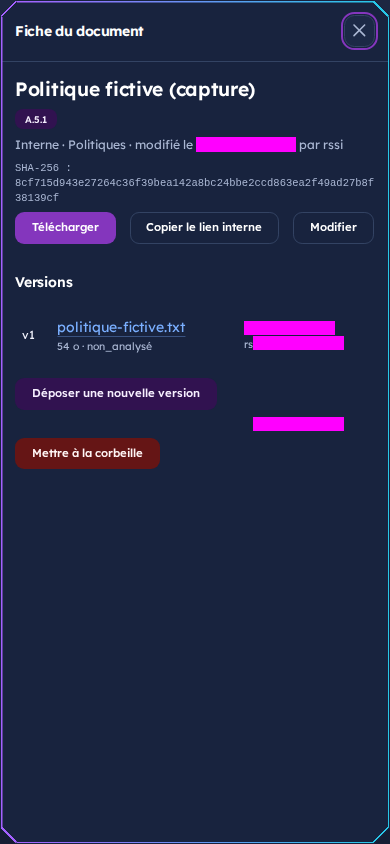 Fiche du document
Politique fictive (capture)
A.5.1
Interne · Politiques · modifié le par rssi
SHA-256 :
8cf715d943e27264c36f39bea142a8bc24bbe2ccd863ea2f49ad27b8f
38139cf
Télécharger Copier le lien interne Modifier
Versions
v1 politique-fictive.txt
54 o · non_analysé rs
Déposer une nouvelle version
Mettre à la corbeille